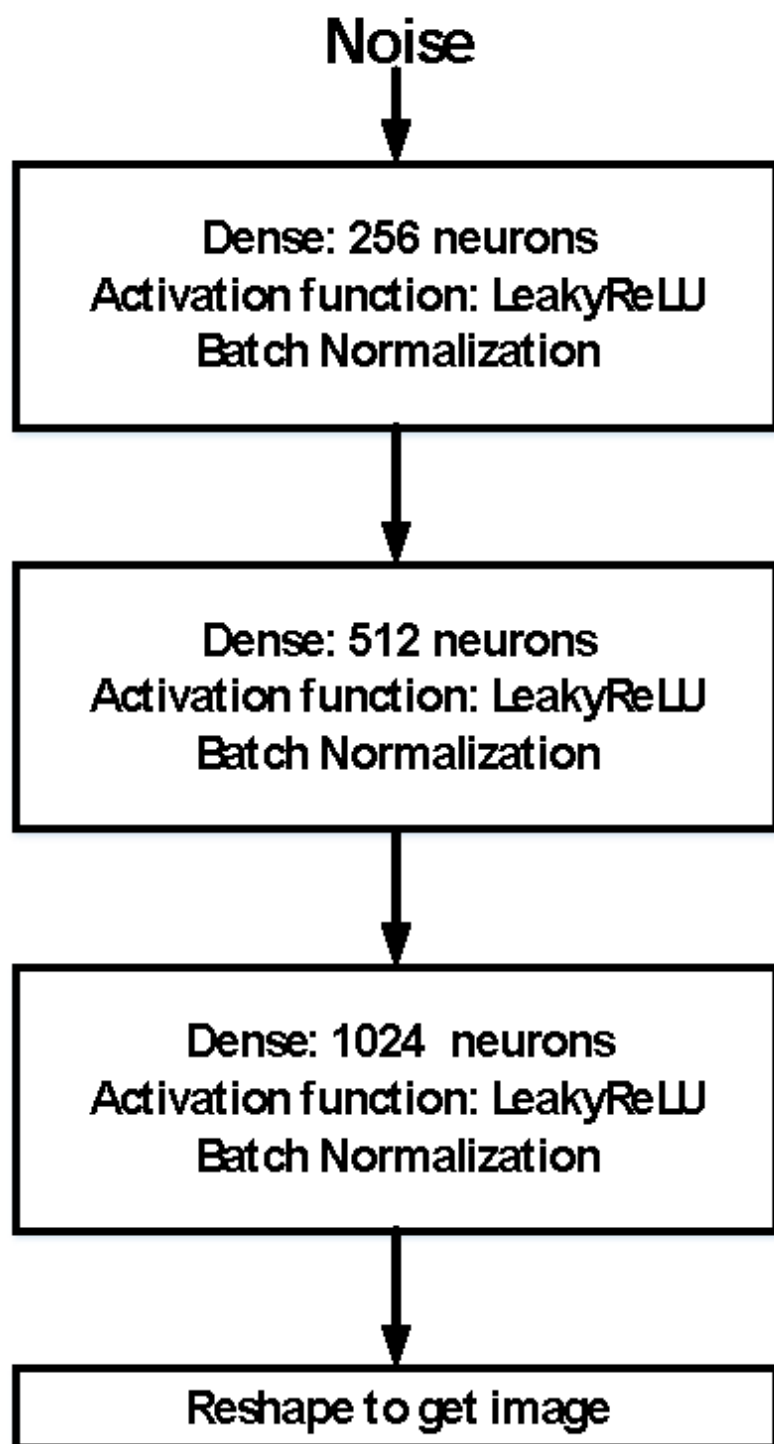 Noise
Dense: 256 neurons
Activation function: LeakyReLU
Batch Normalization
Dense: 512 neurons
Activation function: LeakyReLU
Batch Normalization
Dense: 1024 neurons
Activation function: LeakyReLU
Batch Normalization
Reshape to get image